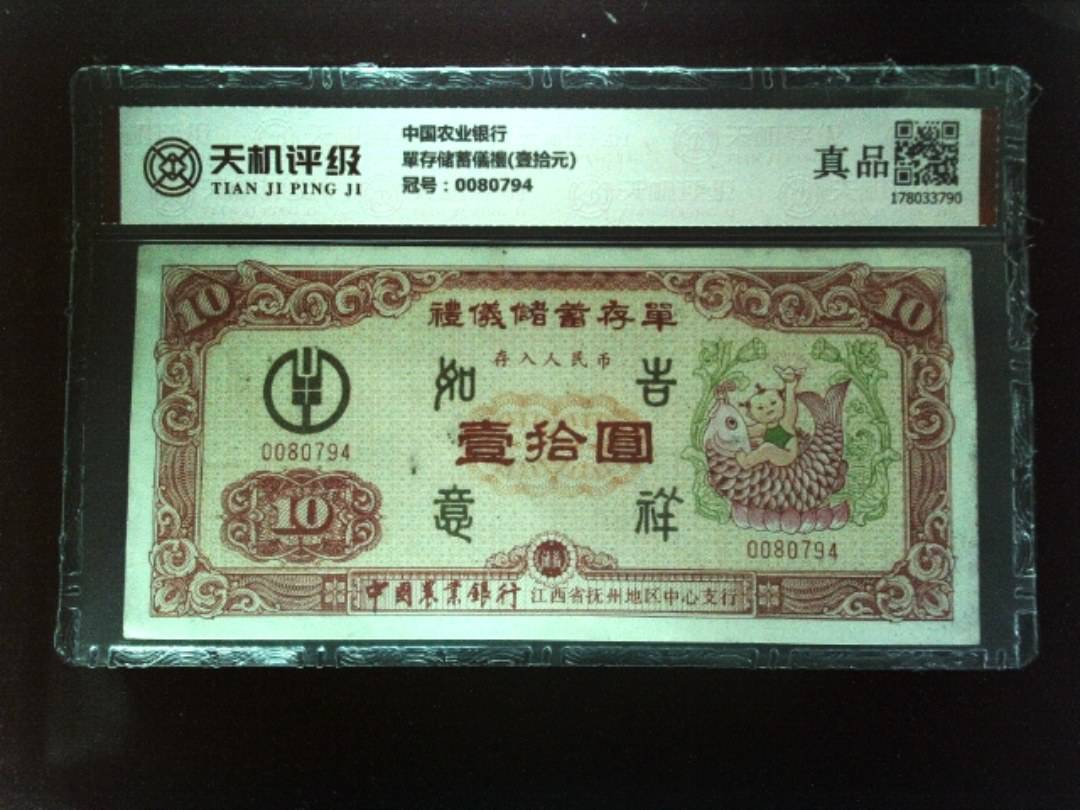 天机评级
TIAN JI PING JI
中国农业银行
單存储蓄儀禮(壹拾元)
冠号：0080794
真品
178033790
10
10
禮儀儲蓄存單
存入人民币
如
吉
0080794
壹拾圓
10
意
祥
0080794
中國農業銀行 江西省抚州地区中心支行